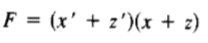 F = (x' + z')(x + z)